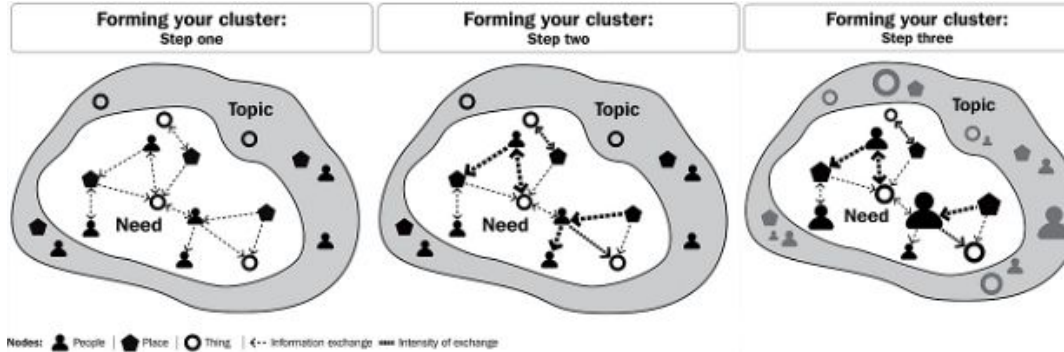 Forming your cluster:
Step one
Forming your cluster:
Step two
Forming your cluster:
Step three
Topic
Need
Topic
Need
Topic
Need
Nodes: People | Place | Thing | Information exchange Intensity of exchange